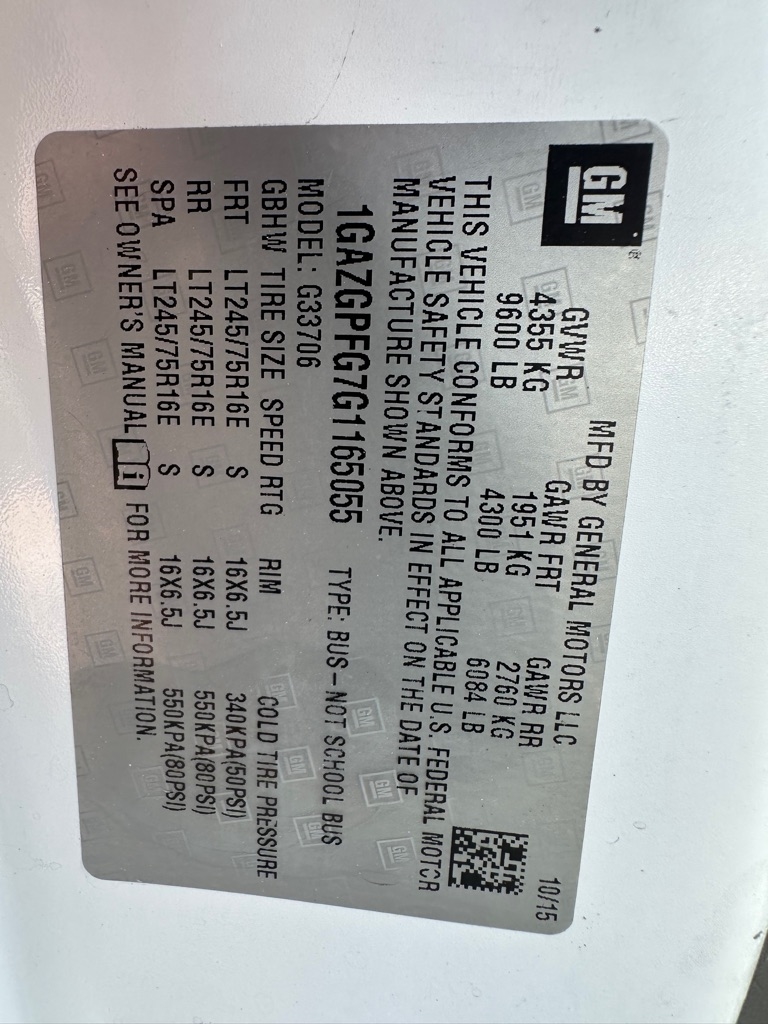 GM
MFD BY GENERAL MOTORS LLC 10/15
GVWR GAWR FRT GAWR RR
4355 KG 1951 KG 2760 KG
9600 LB 4300 LB 6084 LB
THIS VEHICLE CONFORMS TO ALL APPLICABLE U.S. FEDERAL MOTOR
VEHICLE SAFETY STANDARDS IN EFFECT ON THE DATE OF
MANUFACTURE SHOWN ABOVE.
1GAZGPFG7G1165055 TYPE: BUS-NOT SCHOOL BUS
MODEL: G33706
GBHW TIRE SIZE SPEED RTG RIM COLD TIRE PRESSURE
FRT LT245/75R16E S 16X6.5J 340KPA(50PSI)
RR LT245/75R16E S 16X6.5J 550KPA(80PSI)
SPA LT245/75R16E S 16X6.5J 550KPA(80PSI)
SEE OWNER'S MANUAL i FOR MORE INFORMATION.